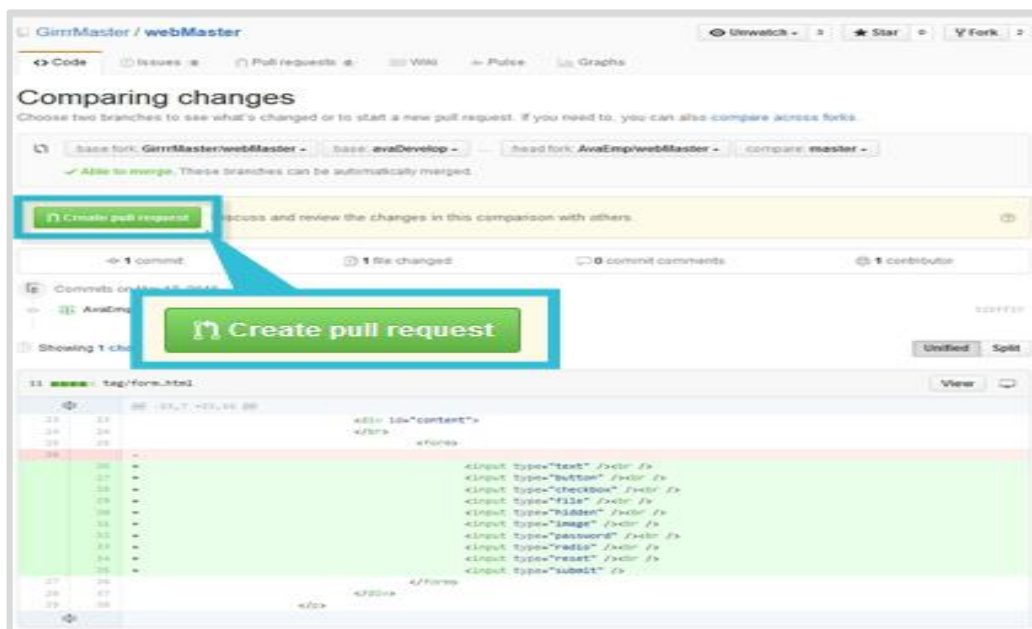 GirrrMaster / webMaster
Unwatch Star Fork
Code Issues Pull requests Wiki Pulse Graphs
Comparing changes
Choose two branches to see what's changed or to start a new pull request. If you need to, you can also compare across forks.
base fork: GirrrMaster/webMaster base: avaDevelop ... head fork: AvaEmp/webMaster compare: master
✓ Able to merge. These branches can be automatically merged.
Create pull request Discuss and review the changes in this comparison with others.
1 commit 1 file changed 0 commit comments 1 contributor
Commits on
AvaEmp
Create pull request
Showing 1 Unified Split
11 tag/form.html View
<div id="content">
</br>
<form>
-
+ <input type="text" /><br />
+ <input type="button" /><br />
+ <input type="checkbox" /><br />
+ <input type="file" /><br />
+ <input type="hidden" /><br />
+ <input type="image" /><br />
+ <input type="password" /><br />
+ <input type="radio" /><br />
+ <input type="reset" /><br />
+ <input type="submit" />
</form>
</div>
</c>